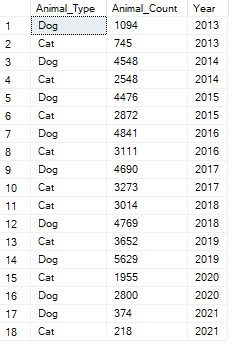 Animal_Type Animal_Count Year
1 Dog 1094 2013
2 Cat 745 2013
3 Dog 4548 2014
4 Cat 2548 2014
5 Dog 4476 2015
6 Cat 2872 2015
7 Dog 4841 2016
8 Cat 3111 2016
9 Dog 4690 2017
10 Cat 3273 2017
11 Cat 3014 2018
12 Dog 4769 2018
13 Cat 3652 2019
14 Dog 5629 2019
15 Cat 1955 2020
16 Dog 2800 2020
17 Dog 374 2021
18 Cat 218 2021